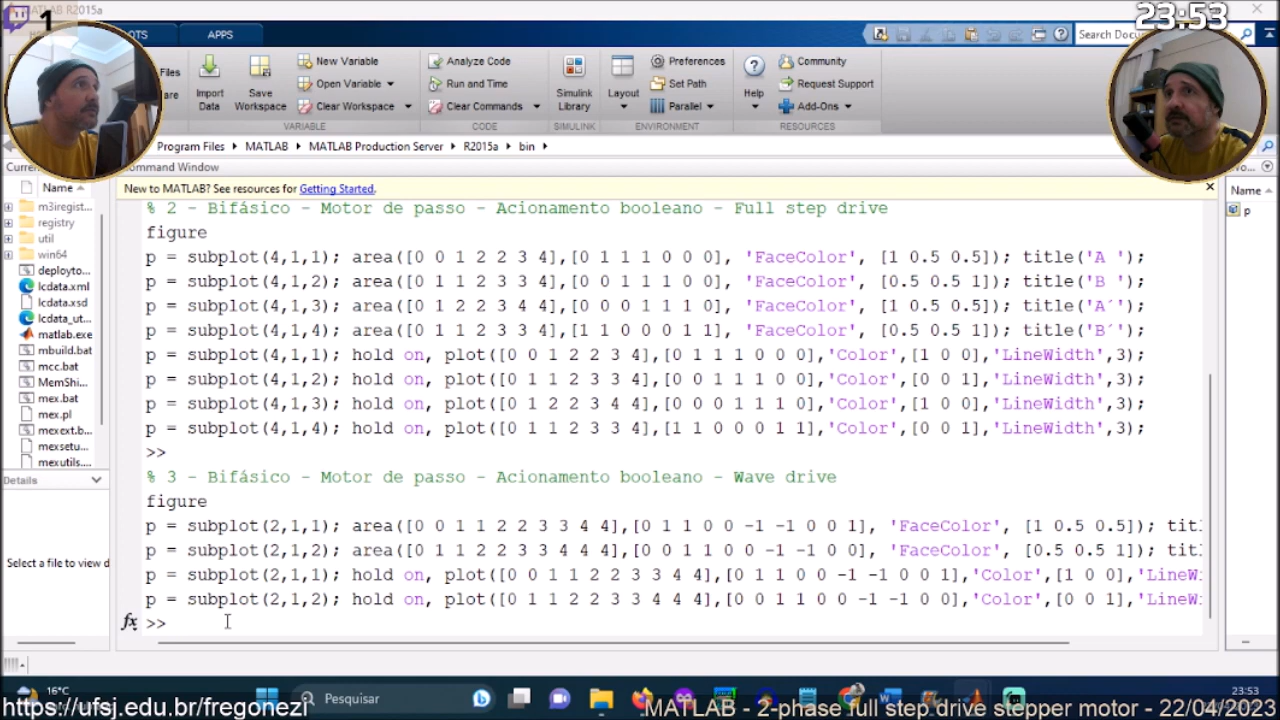 MATLAB R2015a
1
23:53
OTS
APPS
Search Docu
Files
are
Import
Data
Save
Workspace
New Variable
Open Variable
Clear Workspace
VARIABLE
Analyze Code
Run and Time
Clear Commands
CODE
Simulink
Library
SIMULINK
Layout
Preferences
Set Path
Parallel
ENVIRONMENT
Help
Community
Request Support
Add-Ons
RESOURCES
Program Files MATLAB MATLAB Production Server R2015a bin
Name
m3iregist...
registry
util
win64
deployto...
lcdata.xml
lcdata.xsd
lcdata_ut...
matlab.exe
mbuild.bat
mcc.bat
MemShi...
mex.bat
mex.pl
mexext.b...
mexsetu...
mexutils....
Details
Select a file to view d
ommand Window
New to MATLAB? See resources for Getting Started.
% 2 - Bifásico - Motor de passo - Acionamento booleano - Full step drive
figure
p = subplot(4,1,1); area([0 0 1 2 2 3 4],[0 1 1 1 0 0 0], 'FaceColor', [1 0.5 0.5]); title('A ');
p = subplot(4,1,2); area([0 1 1 2 3 3 4],[0 0 1 1 1 0 0], 'FaceColor', [0.5 0.5 1]); title('B ');
p = subplot(4,1,3); area([0 1 2 2 3 4 4],[0 0 0 1 1 1 0], 'FaceColor', [1 0.5 0.5]); title('A´');
p = subplot(4,1,4); area([0 1 1 2 3 3 4],[1 1 0 0 0 1 1], 'FaceColor', [0.5 0.5 1]); title('B´');
p = subplot(4,1,1); hold on, plot([0 0 1 2 2 3 4],[0 1 1 1 0 0 0],'Color',[1 0 0],'LineWidth',3);
p = subplot(4,1,2); hold on, plot([0 1 1 2 3 3 4],[0 0 1 1 1 0 0],'Color',[0 0 1],'LineWidth',3);
p = subplot(4,1,3); hold on, plot([0 1 2 2 3 4 4],[0 0 0 1 1 1 0],'Color',[1 0 0],'LineWidth',3);
p = subplot(4,1,4); hold on, plot([0 1 1 2 3 3 4],[1 1 0 0 0 1 1],'Color',[0 0 1],'LineWidth',3);
>>
% 3 - Bifásico - Motor de passo - Acionamento booleano - Wave drive
figure
p = subplot(2,1,1); area([0 0 1 1 2 2 3 3 4 4],[0 1 1 0 0 -1 -1 0 0 1], 'FaceColor', [1 0.5 0.5]); titl
p = subplot(2,1,2); area([0 1 1 2 2 3 3 4 4 4],[0 0 1 1 0 0 -1 -1 0 0], 'FaceColor', [0.5 0.5 1]); titl
p = subplot(2,1,1); hold on, plot([0 0 1 1 2 2 3 3 4 4],[0 1 1 0 0 -1 -1 0 0 1],'Color',[1 0 0],'LineWi
p = subplot(2,1,2); hold on, plot([0 1 1 2 2 3 3 4 4 4],[0 0 1 1 0 0 -1 -1 0 0],'Color',[0 0 1],'LineWi
fx >>
Name
p
16°C
Pesquisar
23:53
https://ufsj.edu.br/fregonezi
MATLAB - 2-phase full step drive stepper motor - 22/04/2023